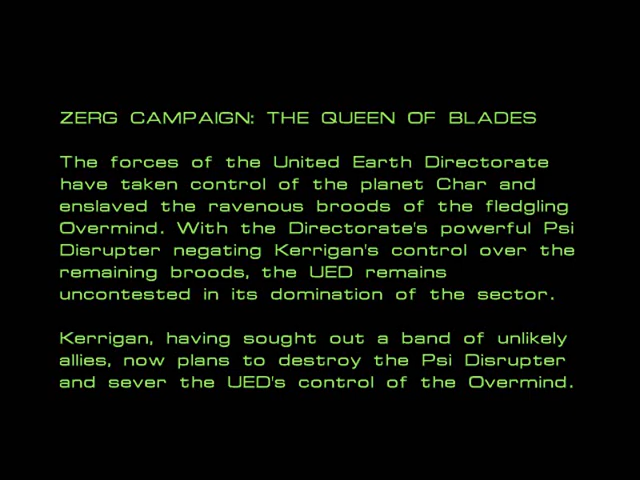 ZERG CAMPAIGN: THE QUEEN OF BLADES
The forces of the United Earth Directorate
have taken control of the planet Char and
enslaved the ravenous broods of the fledgling
Overmind. With the Directorate's powerful Psi
Disrupter negating Kerrigan's control over the
remaining broods, the UED remains
uncontested in its domination of the sector.
Kerrigan, having sought out a band of unlikely
allies, now plans to destroy the Psi Disrupter
and sever the UED's control of the Overmind.